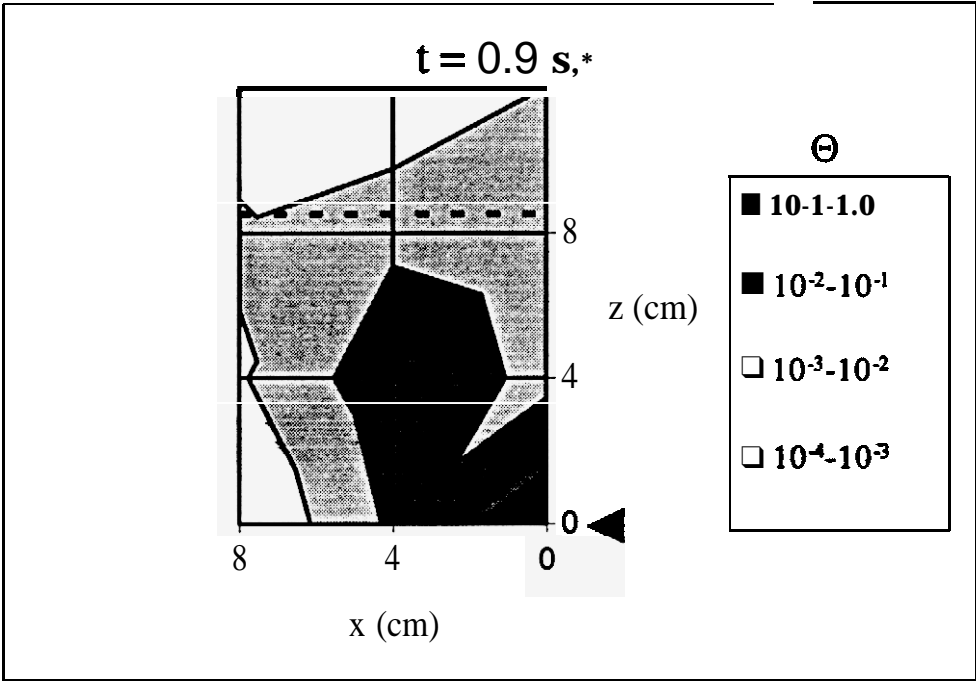 t = 0.9 s,*
Θ
10-1-1.0
10⁻²-10⁻¹
10⁻³-10⁻²
10⁻⁴-10⁻³
8
z (cm)
4
0
8 4 0
x (cm)